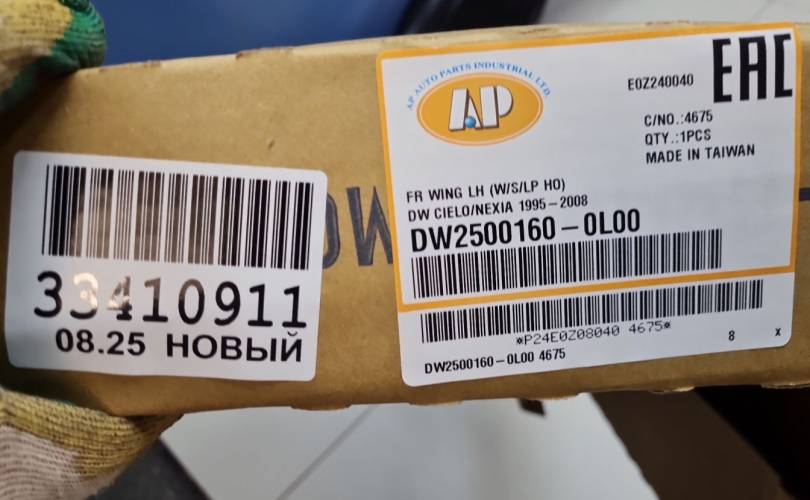 33410911
08.25 НОВЫЙ
DW
AP AUTO PARTS INDUSTRIAL LTD.
AP
E0Z240040
EAC
C/NO.:4675
QTY.:1PCS
MADE IN TAIWAN
FR WING LH (W/S/LP HO)
DW CIELO/NEXIA 1995-2008
DW2500160-0L00
*P24E0Z08040 4675*
8 x
DW2500160-0L00 4675